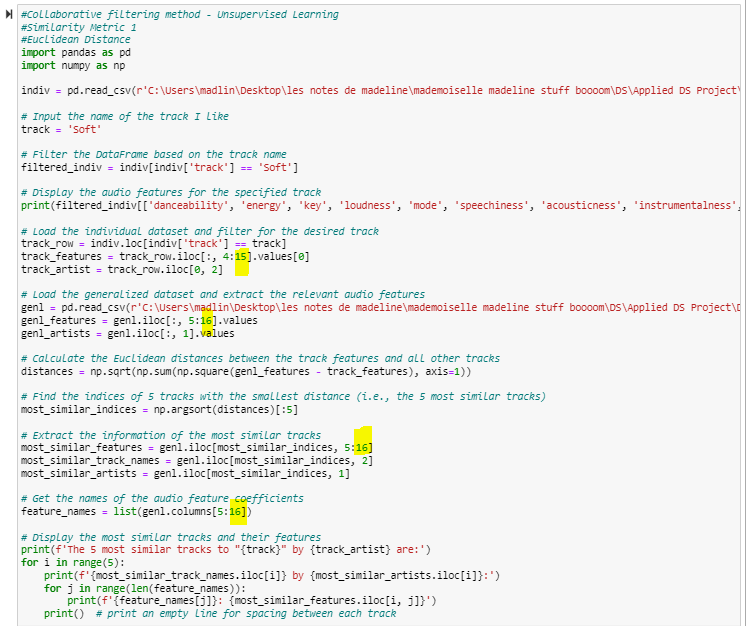 #Collaborative filtering method - Unsupervised Learning
#Similarity Metric 1
#Euclidean Distance
import pandas as pd
import numpy as np

indiv = pd.read_csv(r'C:\Users\madlin\Desktop\les notes de madeline\mademoiselle madeline stuff boooom\DS\Applied DS Project\

# Input the name of the track I like
track = 'Soft'

# Filter the DataFrame based on the track name
filtered_indiv = indiv[indiv['track'] == 'Soft']

# Display the audio features for the specified track
print(filtered_indiv[['danceability', 'energy', 'key', 'loudness', 'mode', 'speechiness', 'acousticness', 'instrumentalness',

# Load the individual dataset and filter for the desired track
track_row = indiv.loc[indiv['track'] == track]
track_features = track_row.iloc[:, 4:15].values[0]
track_artist = track_row.iloc[0, 2]

# Load the generalized dataset and extract the relevant audio features
genl = pd.read_csv(r'C:\Users\madlin\Desktop\les notes de madeline\mademoiselle madeline stuff boooom\DS\Applied DS Project\D
genl_features = genl.iloc[:, 5:16].values
genl_artists = genl.iloc[:, 1].values

# Calculate the Euclidean distances between the track features and all other tracks
distances = np.sqrt(np.sum(np.square(genl_features - track_features), axis=1))

# Find the indices of 5 tracks with the smallest distance (i.e., the 5 most similar tracks)
most_similar_indices = np.argsort(distances)[:5]

# Extract the information of the most similar tracks
most_similar_features = genl.iloc[most_similar_indices, 5:16]
most_similar_track_names = genl.iloc[most_similar_indices, 2]
most_similar_artists = genl.iloc[most_similar_indices, 1]

# Get the names of the audio feature coefficients
feature_names = list(genl.columns[5:16])

# Display the most similar tracks and their features
print(f'The 5 most similar tracks to "{track}" by {track_artist} are:')
for i in range(5):
    print(f'{most_similar_track_names.iloc[i]} by {most_similar_artists.iloc[i]}:')
    for j in range(len(feature_names)):
        print(f'{feature_names[j]}: {most_similar_features.iloc[i, j]}')
    print()  # print an empty line for spacing between each track